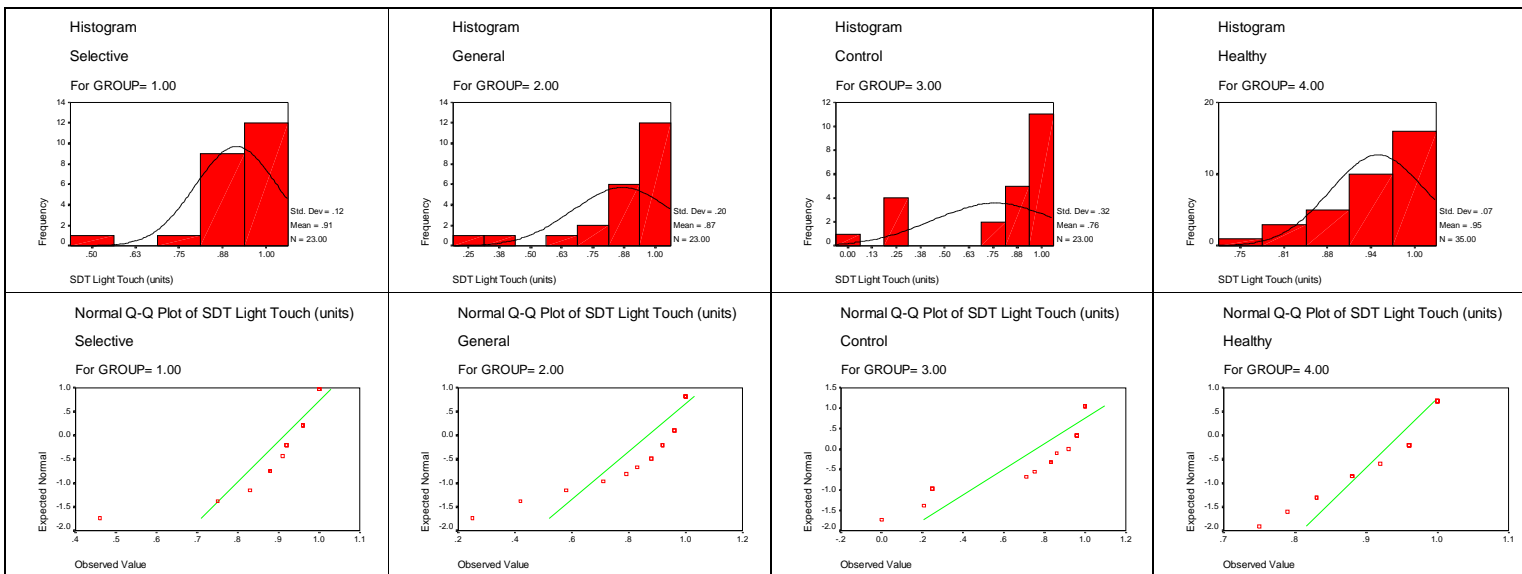 Histogram
Selective
For GROUP= 1.00
14
12
10
8
6
4
2
0
Frequency
.50
.63
.75
.88
1.00
Std. Dev = .12
Mean = .91
N = 23.00
SDT Light Touch (units)
Histogram
General
For GROUP= 2.00
14
12
10
8
6
4
2
0
Frequency
.25
.38
.50
.63
.75
.88
1.00
Std. Dev = .20
Mean = .87
N = 23.00
SDT Light Touch (units)
Histogram
Control
For GROUP= 3.00
12
10
8
6
4
2
0
Frequency
0.00
.13
.25
.38
.50
.63
.75
.88
1.00
Std. Dev = .32
Mean = .76
N = 23.00
SDT Light Touch (units)
Histogram
Healthy
For GROUP= 4.00
20
10
0
Frequency
.75
.81
.88
.94
1.00
Std. Dev = .07
Mean = .95
N = 35.00
SDT Light Touch (units)
Normal Q-Q Plot of SDT Light Touch (units)
Selective
For GROUP= 1.00
1.0
.5
0.0
-.5
-1.0
-1.5
-2.0
Expected Normal
.4
.5
.6
.7
.8
.9
1.0
1.1
Observed Value
Normal Q-Q Plot of SDT Light Touch (units)
General
For GROUP= 2.00
1.0
.5
0.0
-.5
-1.0
-1.5
-2.0
Expected Normal
.2
.4
.6
.8
1.0
1.2
Observed Value
Normal Q-Q Plot of SDT Light Touch (units)
Control
For GROUP= 3.00
1.5
1.0
.5
0.0
-.5
-1.0
-1.5
-2.0
Expected Normal
-.2
0.0
.2
.4
.6
.8
1.0
1.2
Observed Value
Normal Q-Q Plot of SDT Light Touch (units)
Healthy
For GROUP= 4.00
1.0
.5
0.0
-.5
-1.0
-1.5
-2.0
Expected Normal
.7
.8
.9
1.0
1.1
Observed Value